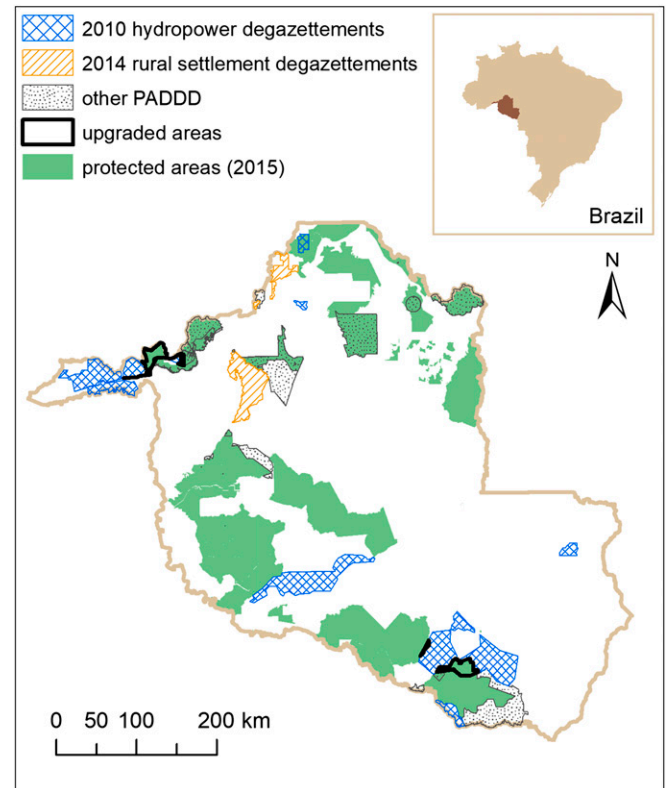 2010 hydropower degazettements
2014 rural settlement degazettements
other PADDD
upgraded areas
protected areas (2015)
Brazil
N
0 50 100 200 km